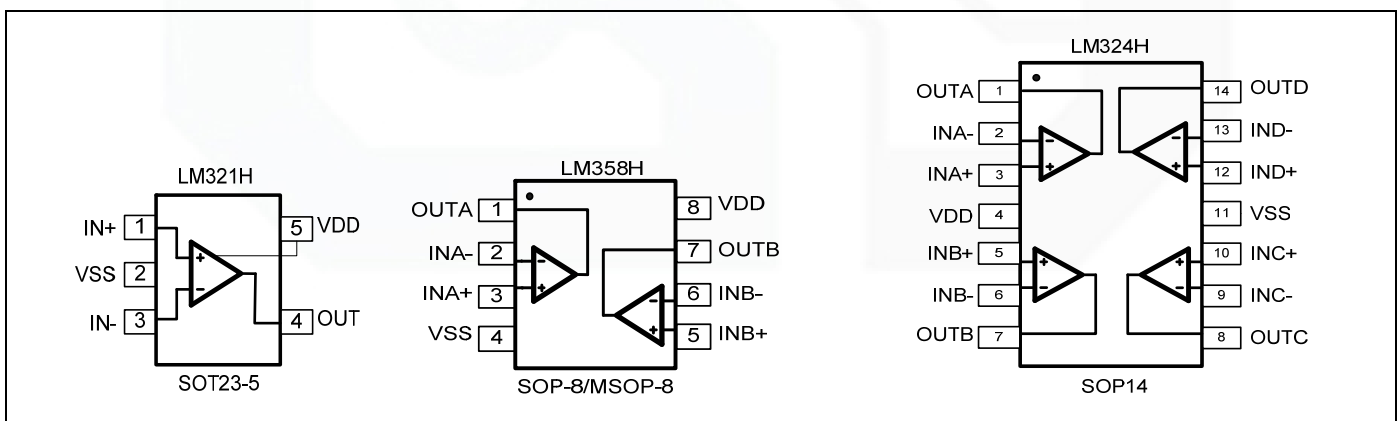 LM321H
IN+ 1
VSS 2
IN- 3
5 VDD
4 OUT
+
-
SOT23-5
LM358H
OUTA 1
INA- 2
INA+ 3
VSS 4
8 VDD
7 OUTB
6 INB-
5 INB+
-
+
-
+
SOP-8/MSOP-8
LM324H
OUTA 1
INA- 2
INA+ 3
VDD 4
INB+ 5
INB- 6
OUTB 7
14 OUTD
13 IND-
12 IND+
11 VSS
10 INC+
9 INC-
8 OUTC
-
+
-
+
+
-
+
-
SOP14